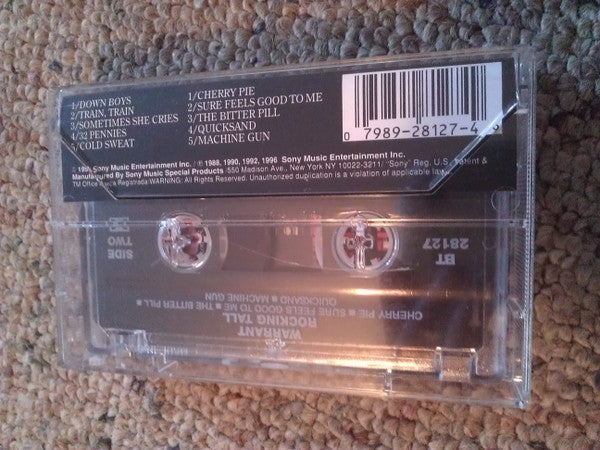 1/DOWN BOYS
2/TRAIN, TRAIN
3/SOMETIMES SHE CRIES
4/32 PENNIES
5/COLD SWEAT
1/CHERRY PIE
2/SURE FEELS GOOD TO ME
3/THE BITTER PILL
4/QUICKSAND
5/MACHINE GUN
0 7989-28127-4
Sony Music Entertainment Inc. / ℗ 1988, 1990, 1992, 1996 Sony Music Entertainment Inc.
Manufactured By Sony Music Special Products /550 Madison Ave., New York NY 10022-3211/ "Sony" Reg. U.S.
TM Office Marca Registrada/WARNING: All Rights Reserved. Unauthorized duplication is a violation of applicable
WARRANT
ROCKING TALL
CHERRY PIE ■ SURE FEELS GOOD TO ME ■ THE BITTER PILL ■
QUICKSAND ■ MACHINE GUN
SIDE
TWO
BT
28127